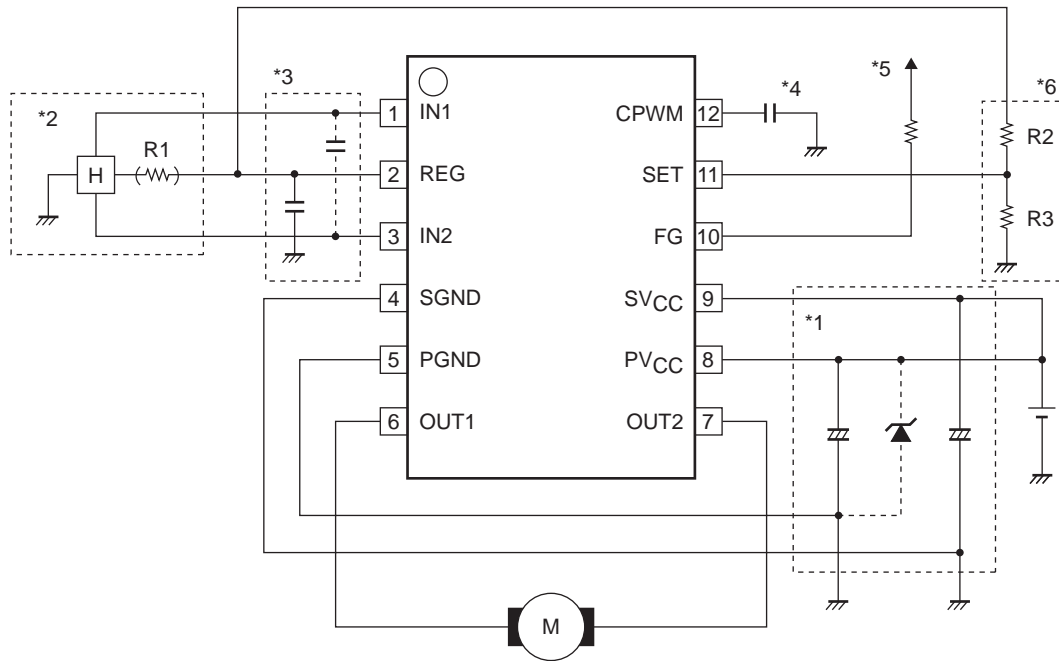 *2
H
R1
*3
1 IN1
2 REG
3 IN2
4 SGND
5 PGND
6 OUT1
CPWM 12
SET 11
FG 10
SVCC 9
PVCC 8
OUT2 7
*4
*5
*6
R2
R3
*1
M